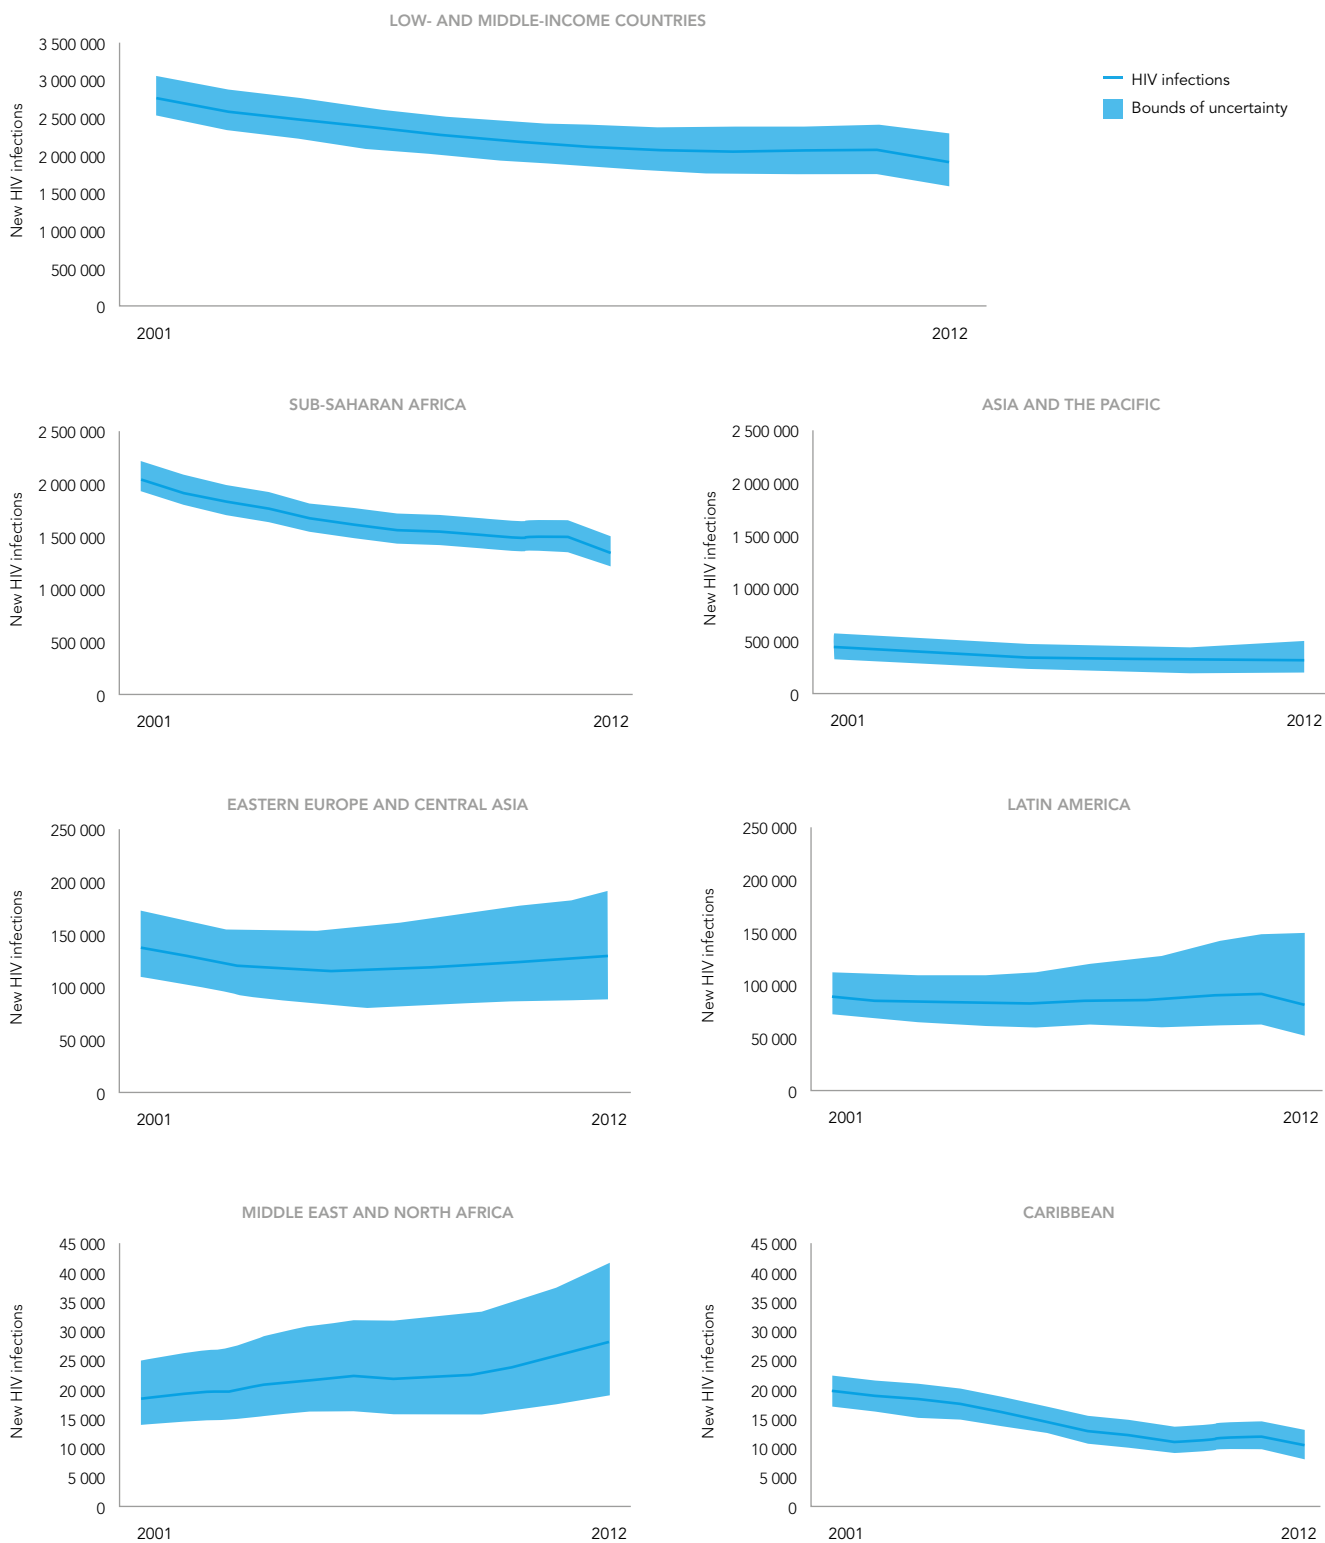 LOW- AND MIDDLE-INCOME COUNTRIES
New HIV infections
3 500 000
3 000 000
2 500 000
2 000 000
1 500 000
1 000 000
500 000
0
2001
2012
HIV infections
Bounds of uncertainty
SUB-SAHARAN AFRICA
New HIV infections
2 500 000
2 000 000
1 500 000
1 000 000
500 000
0
2001
2012
ASIA AND THE PACIFIC
New HIV infections
2 500 000
2 000 000
1 500 000
1 000 000
500 000
0
2001
2012
EASTERN EUROPE AND CENTRAL ASIA
New HIV infections
250 000
200 000
150 000
100 000
50 000
0
2001
2012
LATIN AMERICA
New HIV infections
250 000
200 000
150 000
100 000
50 000
0
2001
2012
MIDDLE EAST AND NORTH AFRICA
New HIV infections
45 000
40 000
35 000
30 000
25 000
20 000
15 000
10 000
5 000
0
2001
2012
CARIBBEAN
New HIV infections
45 000
40 000
35 000
30 000
25 000
20 000
15 000
10 000
5 000
0
2001
2012